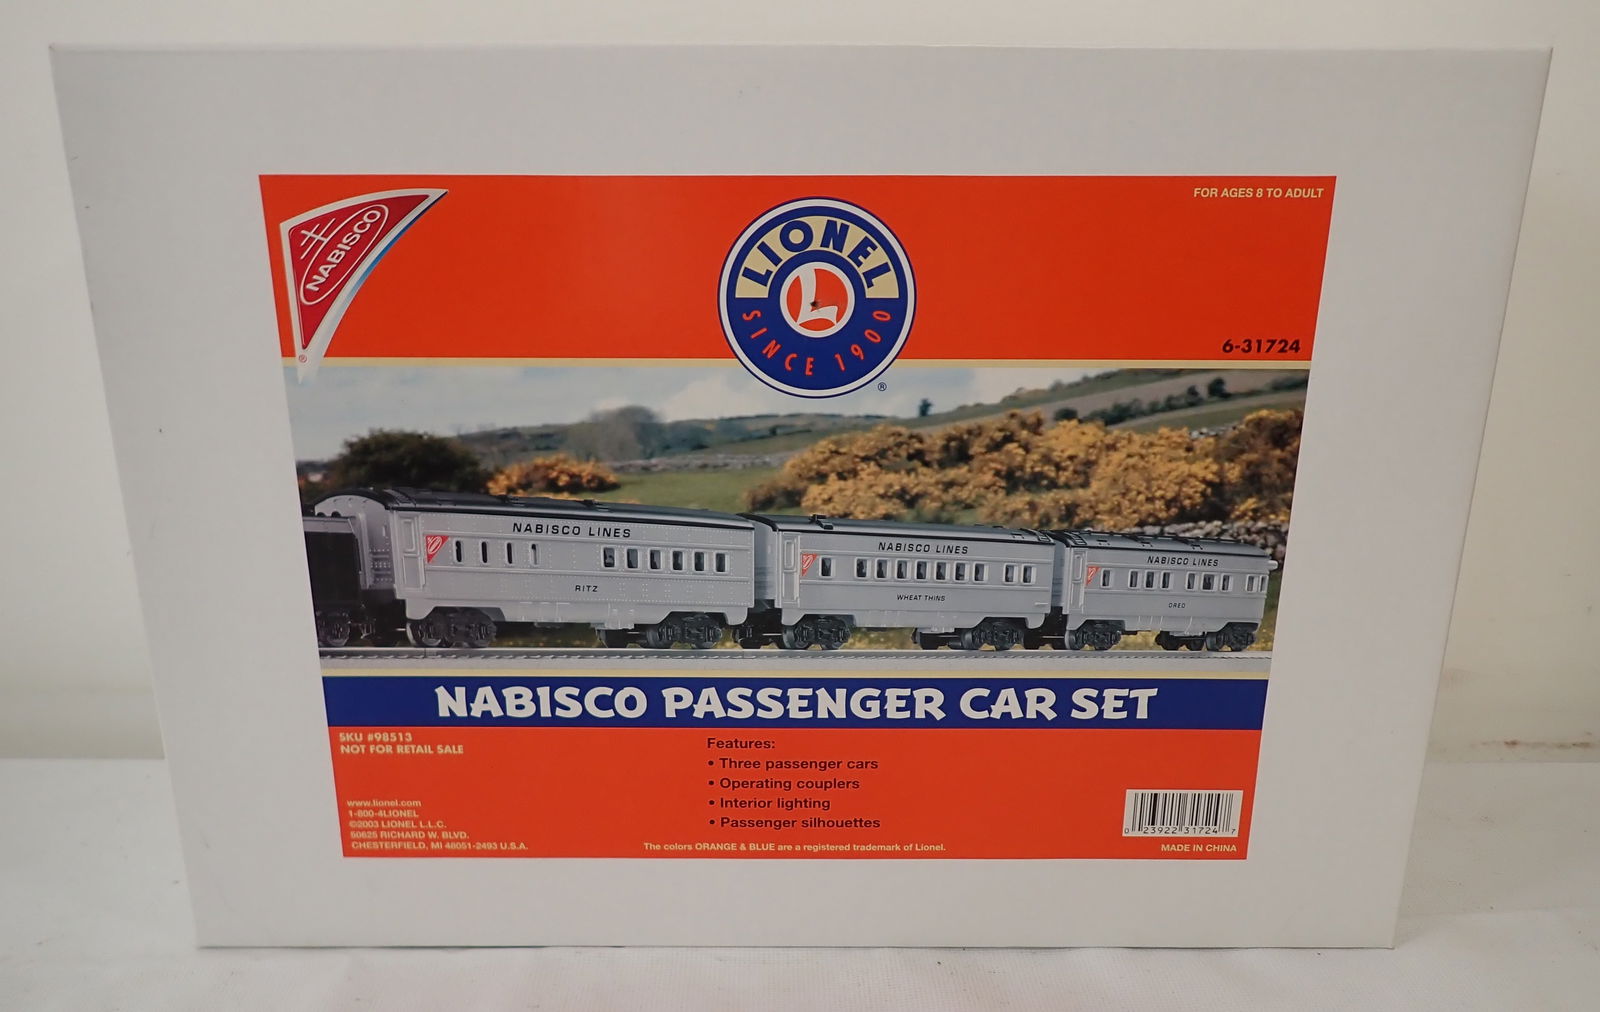 NABISCO
®
LIONEL
L
SINCE 1900
®
FOR AGES 8 TO ADULT
6-31724
NABISCO LINES
RITZ
NABISCO LINES
WHEAT THINS
NABISCO LINES
OREO
NABISCO PASSENGER CAR SET
SKU #98513
NOT FOR RETAIL SALE
Features:
• Three passenger cars
• Operating couplers
• Interior lighting
• Passenger silhouettes
www.lionel.com
1-800-4LIONEL
©2003 LIONEL L.L.C.
50625 RICHARD W. BLVD.
CHESTERFIELD, MI 48051-2493 U.S.A.
The colors ORANGE & BLUE are a registered trademark of Lionel.
0 23922 31724 7
MADE IN CHINA